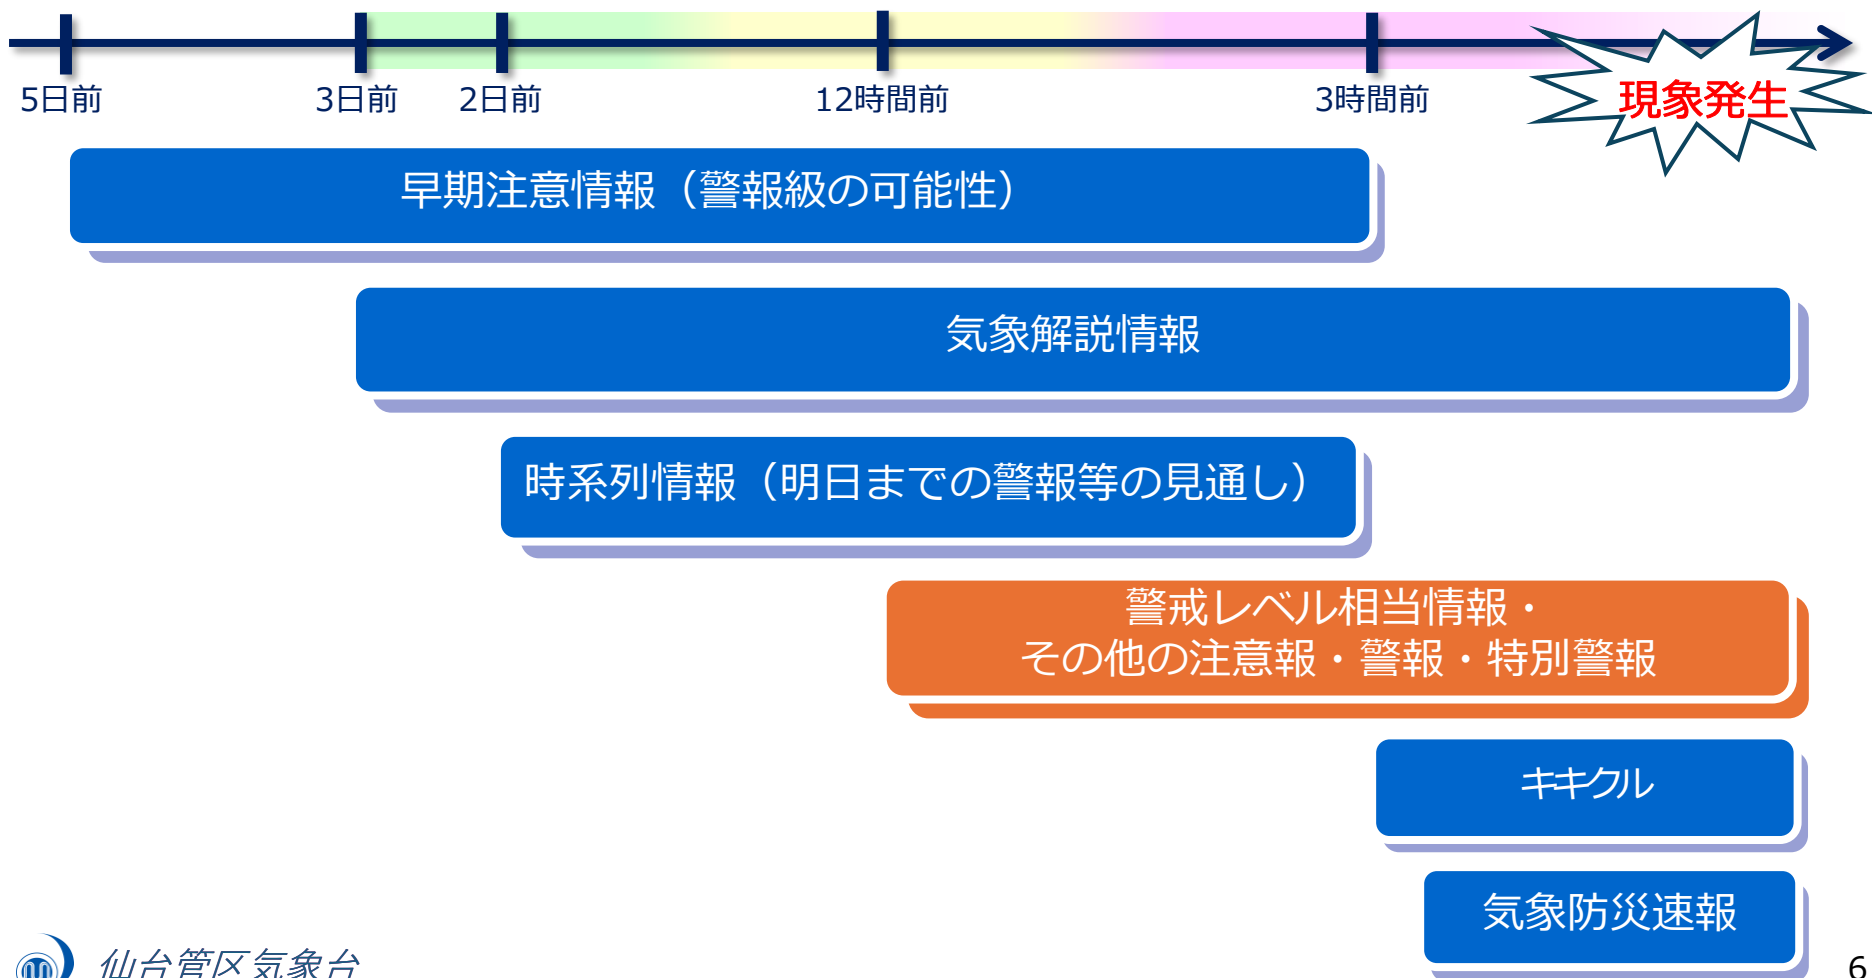 5日前
3日前
2日前
12時間前
3時間前
現象発生
早期注意情報（警報級の可能性）
気象解説情報
時系列情報（明日までの警報等の見通し）
警戒レベル相当情報・
その他の注意報・警報・特別警報
キキクル
気象防災速報
仙台管区気象台
6